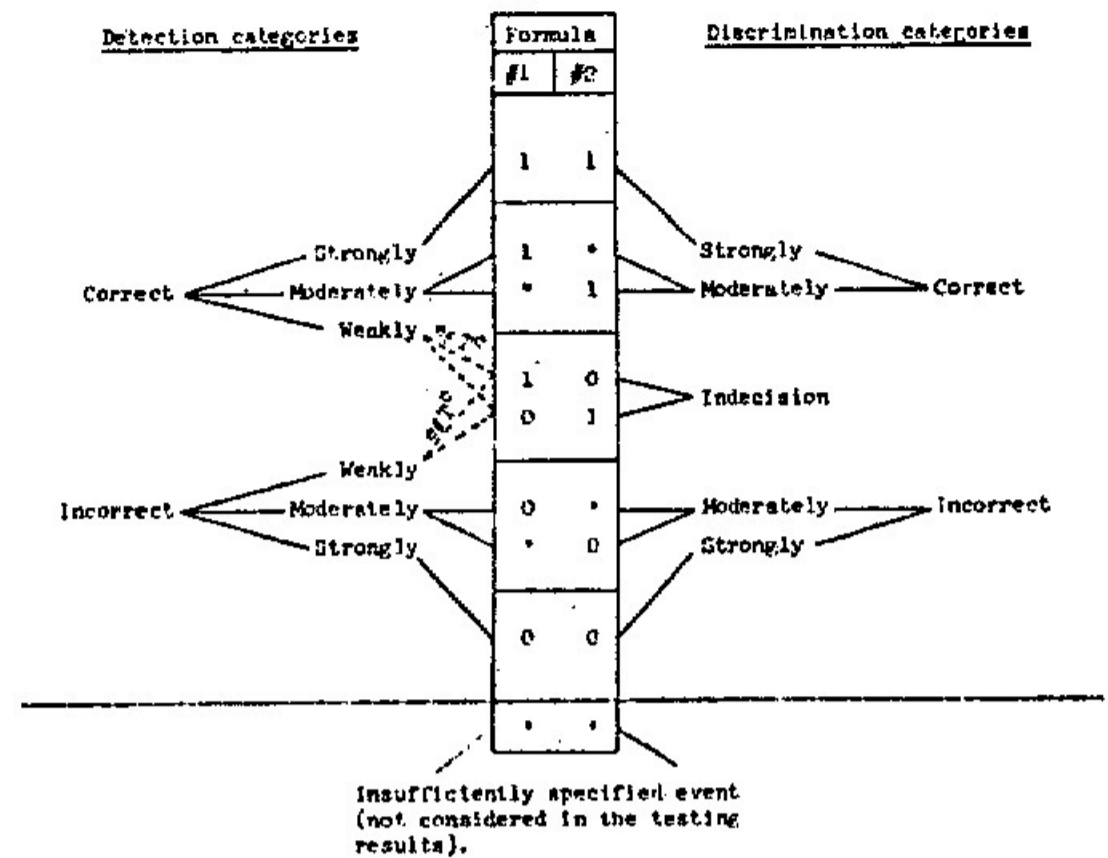 Detection categories Formula Discrimination categories
#1 #2
1 1
Strongly 1 * Strongly
Correct Moderately * 1 Moderately Correct
Weakly
1 0
0 1 Indecision
Weakly
Incorrect Moderately 0 * Moderately Incorrect
Strongly * 0 Strongly
0 0
* *
Insufficiently specified event
(not considered in the testing
results).